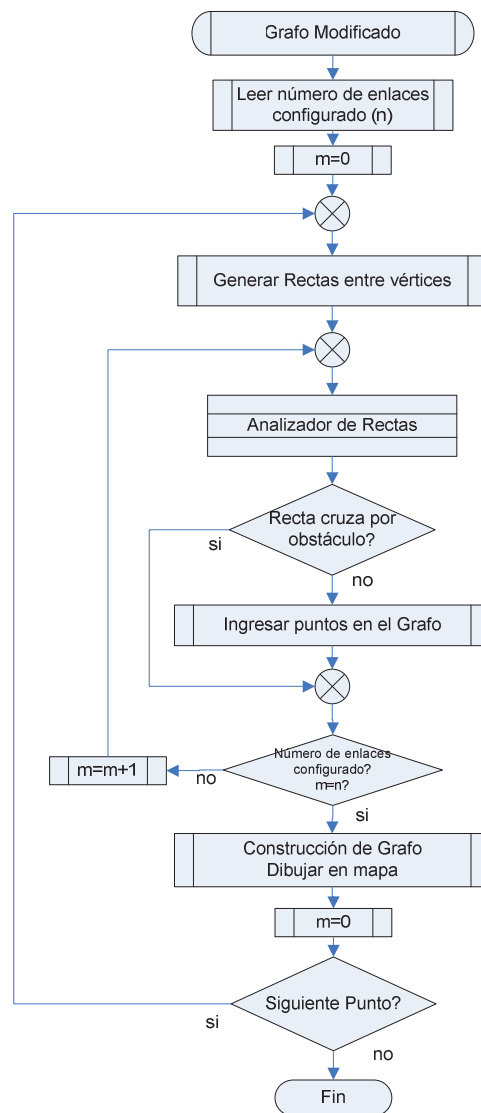 Grafo Modificado
Leer número de enlaces
configurado (n)
m=0
Generar Rectas entre vértices
Analizador de Rectas
Recta cruza por
obstáculo?
si
no
Ingresar puntos en el Grafo
Número de enlaces
configurado?
m=n?
m=m+1
no
si
Construcción de Grafo
Dibujar en mapa
m=0
Siguiente Punto?
si
no
Fin